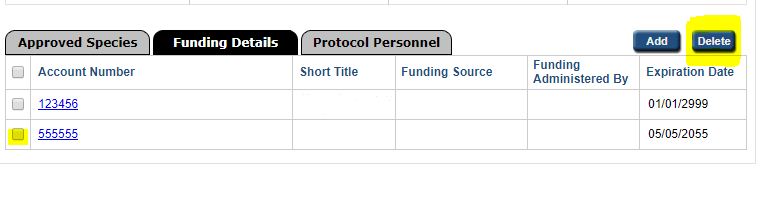 Approved Species Funding Details Protocol Personnel Add Delete
Account Number Short Title Funding Source Funding Administered By Expiration Date
123456 01/01/2999
555555 05/05/2055